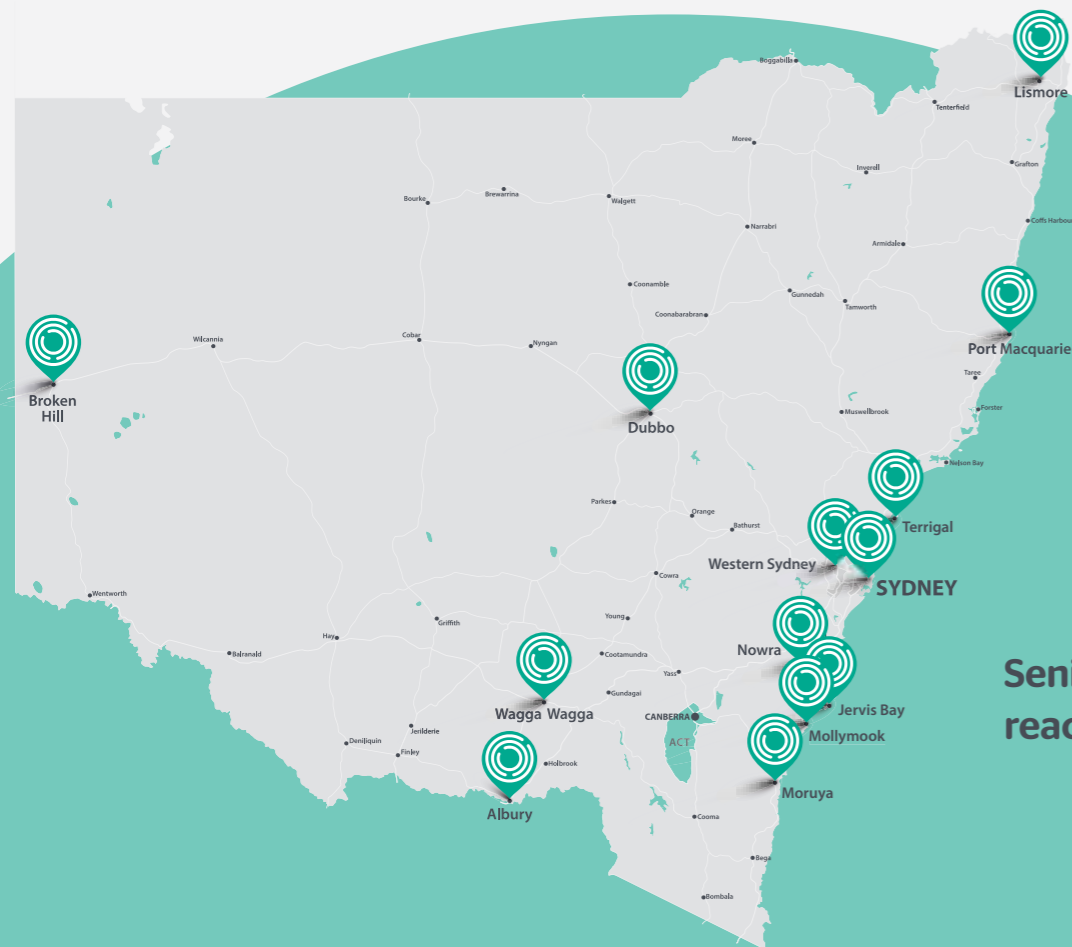 Boggabilla
Lismore
Tenterfield
Moree
Grafton
Inverell
Brewarrina
Bourke
Walgett
Coffs Harbour
Narrabri
Armidale
Coonamble
Gunnedah
Tamworth
Coonabarabran
Wilcannia
Cobar
Nyngan
Port Macquarie
Taree
Broken
Hill
Forster
Muswellbrook
Dubbo
Nelson Bay
Parkes
Orange
Bathurst
Terrigal
Western Sydney
Cowra
SYDNEY
Wentworth
Young
Griffith
Hay
Nowra
Balranald
Cootamundra
Yass
Gundagai
Seni
Jervis Bay
Wagga Wagga
CANBERRA
reac
Jerilderie
Mollymook
Deniliquin
ACT
Finley
Holbrook
Moruya
Albury
Cooma
Bega
Bombala